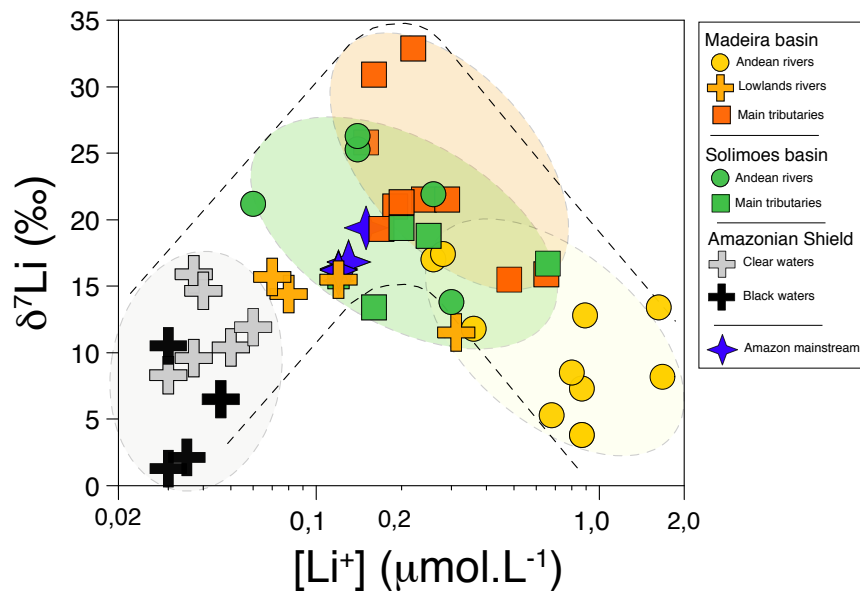 35
30
25
20
15
10
5
0
δ⁷Li (‰)
0,02
0,1
0,2
1,0
2,0
[Li⁺] (μmol.L⁻¹)
Madeira basin
Andean rivers
Lowlands rivers
Main tributaries
Solimoes basin
Andean rivers
Main tributaries
Amazonian Shield
Clear waters
Black waters
Amazon mainstream